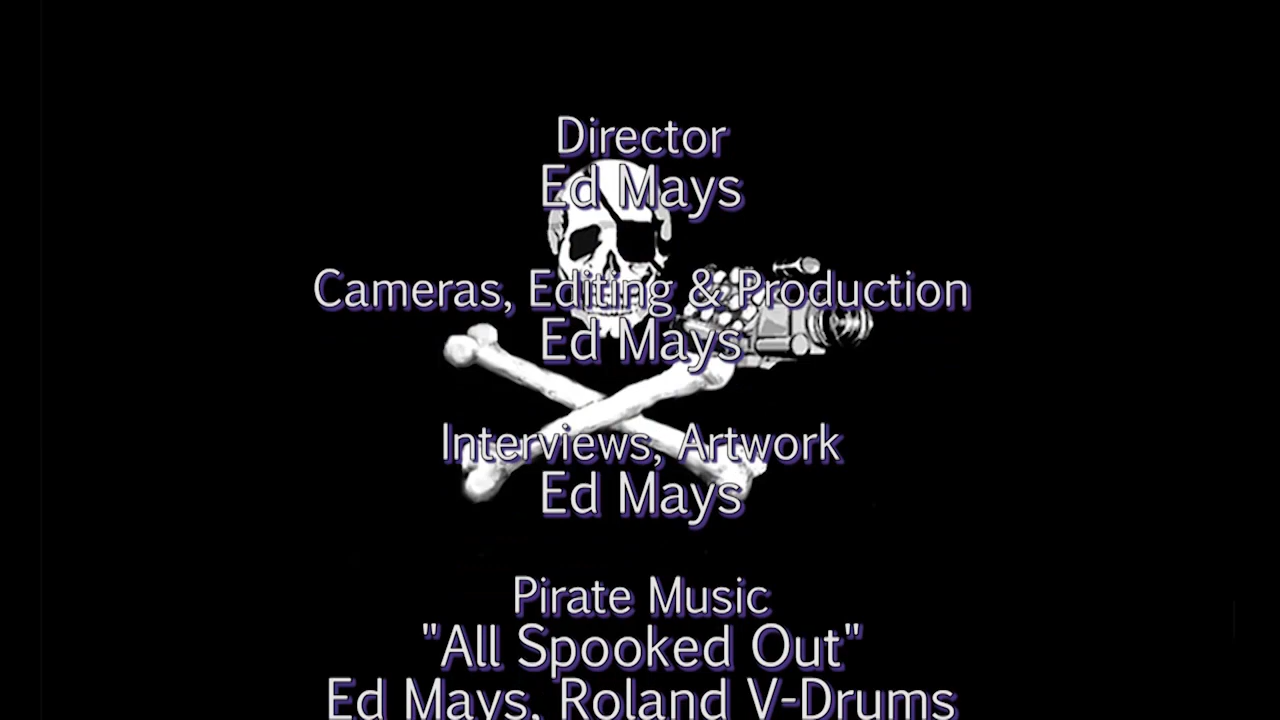 Director
Ed Mays
Cameras, Editing & Production
Ed Mays
Interviews, Artwork
Ed Mays
Pirate Music
"All Spooked Out"
Ed Mays, Roland V-Drums